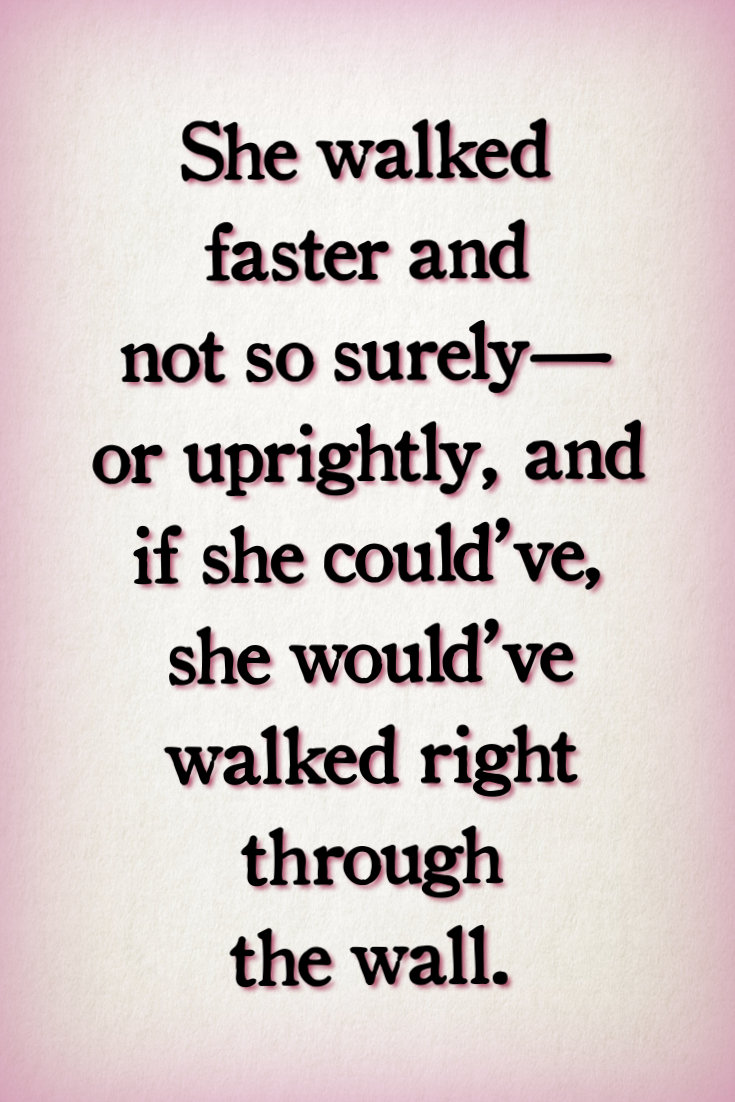 She walked
faster and
not so surely—
or uprightly, and
if she could’ve,
she would’ve
walked right
through
the wall.